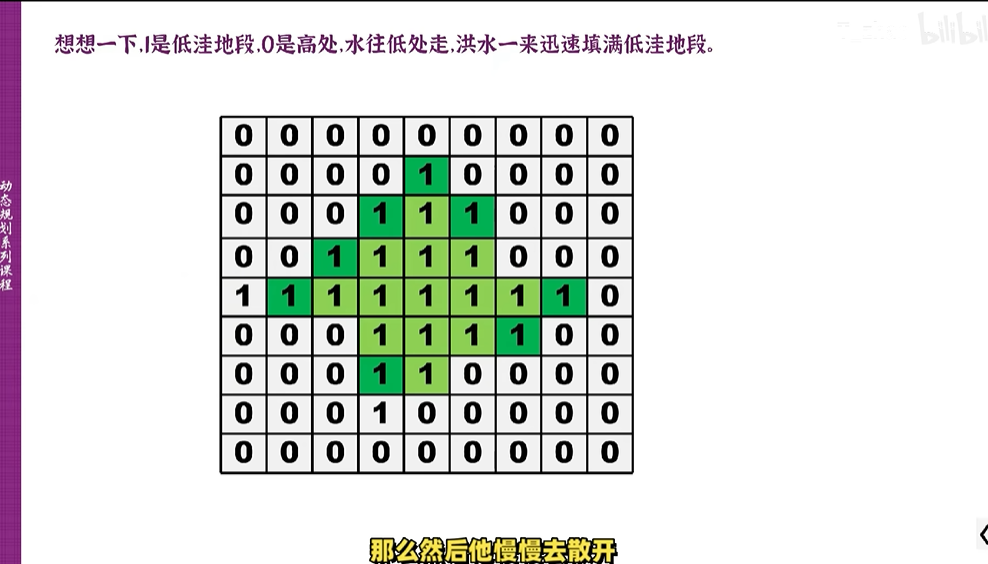 想想一下,1是低洼地段,0是高处,水往低处走,洪水一来迅速填满低洼地段。
bilibil
动态规划系列课程
0 0 0 0 0 0 0 0 0
0 0 0 0 1 0 0 0 0
0 0 0 1 1 1 0 0 0
0 0 1 1 1 1 0 0 0
1 1 1 1 1 1 1 1 0
0 0 0 1 1 1 1 0 0
0 0 0 1 1 0 0 0 0
0 0 0 1 0 0 0 0 0
0 0 0 0 0 0 0 0 0
那么然后他慢慢去散开